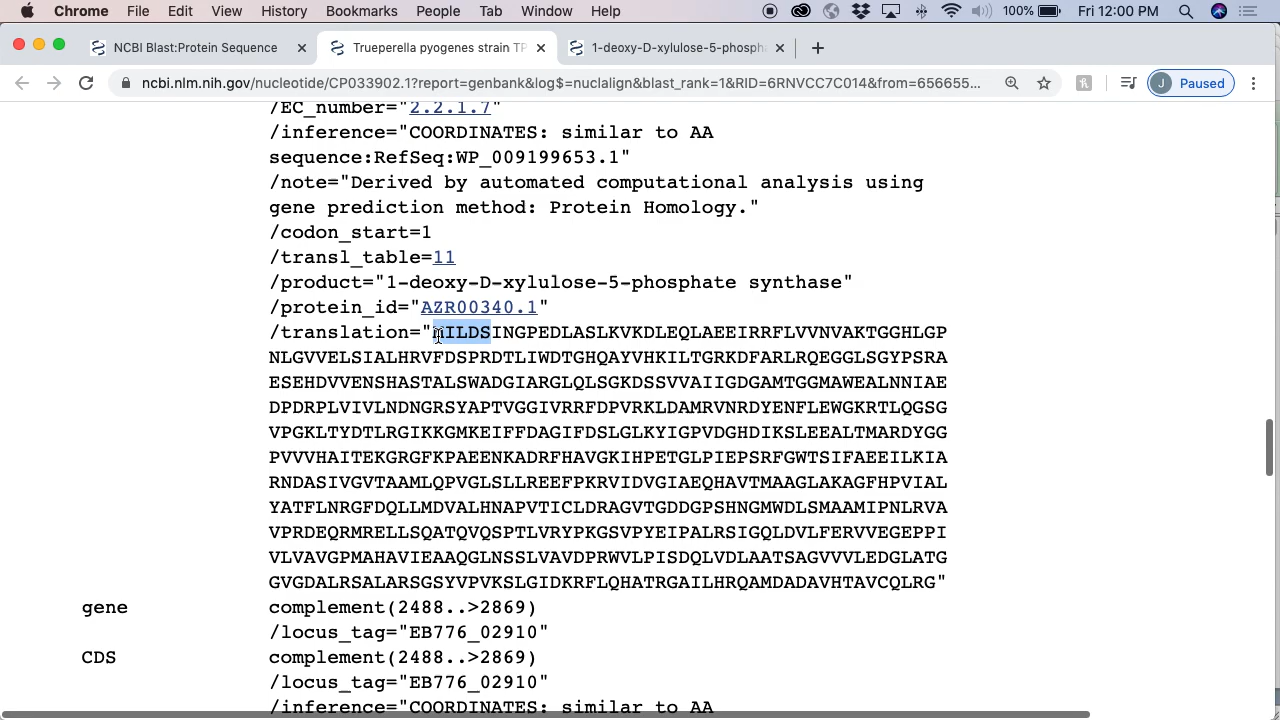 Chrome File Edit View History Bookmarks People Tab Window Help 100% Fri 12:00 PM
NCBI Blast:Protein Sequence Trueperella pyogenes strain TP 1-deoxy-D-xylulose-5-phosph
ncbi.nlm.nih.gov/nucleotide/CP033902.1?report=genbank&log$=nuclalign&blast_rank=1&RID=6RNVCC7C014&from=656655... J Paused
/EC_number="2.2.1.7"
/inference="COORDINATES: similar to AA
sequence:RefSeq:WP_009199653.1"
/note="Derived by automated computational analysis using
gene prediction method: Protein Homology."
/codon_start=1
/transl_table=11
/product="1-deoxy-D-xylulose-5-phosphate synthase"
/protein_id="AZR00340.1"
/translation="MILDSINGPEDLASLKVKDLEQLAEEIRRFLVVNVAKTGGHLGP
NLGVVELSIALHRVFDSPRDTLIWDTGHQAYVHKILTGRKDFARLRQEGGLSGYPSRA
ESEHDVVENSHASTALSWADGIARGLQLSGKDSSVVAIIGDGAMTGGMAWEALNNIAE
DPDRPLVIVLNDNGRSYAPTVGGIVRRFDPVRKLDAMRVNRDYENFLEWGKRTLQGSG
VPGKLTYDTLRGIKKGMKEIFFDAGIFDSLGLKYIGPVDGHDIKSLEEALTMARDYGG
PVVVHAITEKGRGFKPAEENKADRFHAVGKIHPETGLPIEPSRFGWTSIFAEEILKIA
RNDASIVGVTAAMLQPVGLSLLREEFPKRVIDVGIAEQHAVTMAAGLAKAGFHPVIAL
YATFLNRGFDQLLMDVALHNAPVTICLDRAGVTGDDGPSHNGMWDLSMAAMIPNLRVA
VPRDEQRMRELLSQATQVQSPTLVRYPKGSVPYEIPALRSIGQLDVLFERVVEGEPPI
VLVAVGPMAHAVIEAAQGLNSSLVAVDPRWVLPISDQLVDLAATSAGVVVLEDGLATG
GVGDALRSALARSGSYVPVKSLGIDKRFLQHATRGAILHRQAMDADAVHTAVCQLRG"
gene complement(2488..>2869)
/locus_tag="EB776_02910"
CDS complement(2488..>2869)
/locus_tag="EB776_02910"
/inference="COORDINATES: similar to AA